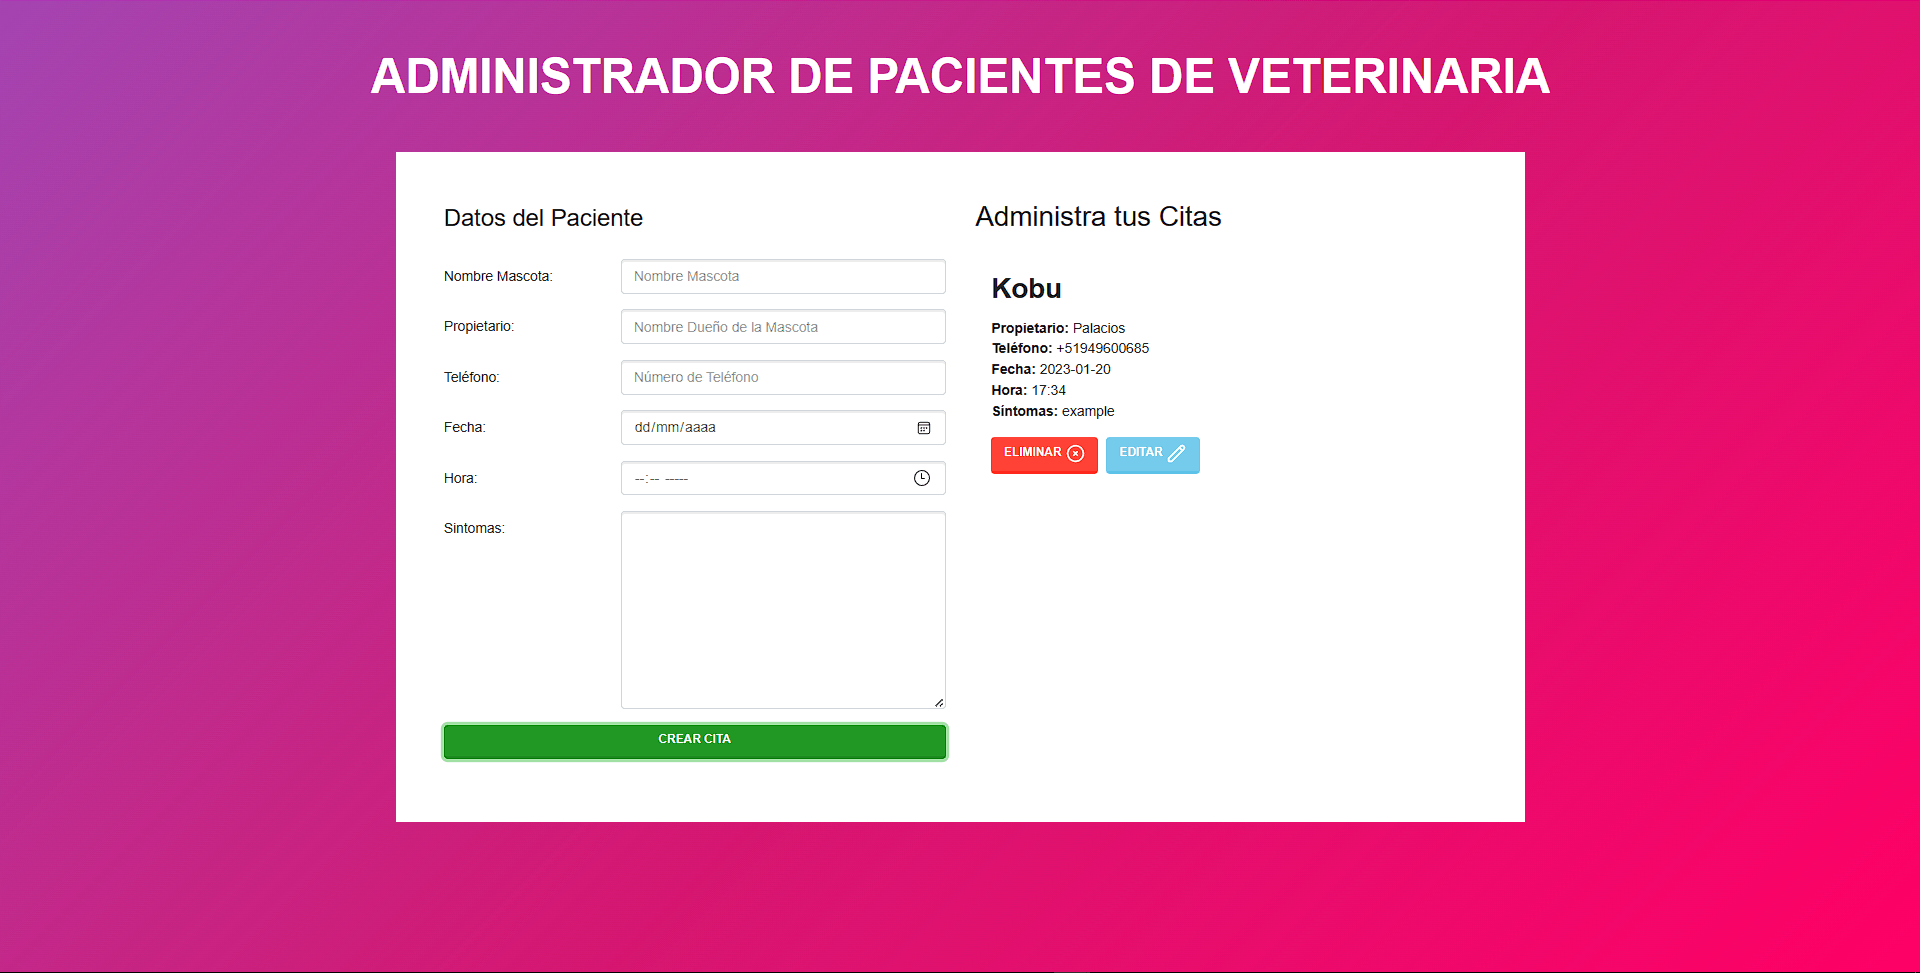 ADMINISTRADOR DE PACIENTES DE VETERINARIA
Datos del Paciente
Nombre Mascota:
Nombre Mascota
Propietario:
Nombre Dueño de la Mascota
Teléfono:
Número de Teléfono
Fecha:
dd/mm/aaaa
Hora:
--:-- -----
Sintomas:
CREAR CITA
Administra tus Citas
Kobu
Propietario: Palacios
Teléfono: +51949600685
Fecha: 2023-01-20
Hora: 17:34
Síntomas: example
ELIMINAR
EDITAR